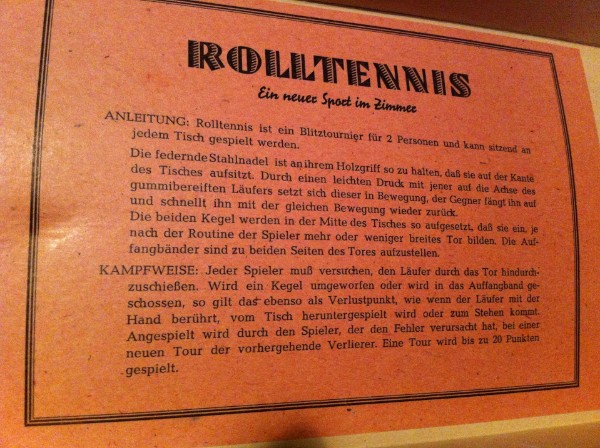 ROLLTENNIS
Ein neuer Sport im Zimmer
ANLEITUNG: Rolltennis ist ein Blitztournier für 2 Personen und kann sitzend an
jedem Tisch gespielt werden.
Die federnde Stahlnadel ist an ihrem Holzgriff so zu halten, daß sie auf der Kante
des Tisches aufsitzt. Durch einen leichten Druck mit jener auf die Achse des
gummibereiften Läufers setzt sich dieser in Bewegung, der Gegner fängt ihn auf
und schnellt ihn mit der gleichen Bewegung wieder zurück.
Die beiden Kegel werden in der Mitte des Tisches so aufgesetzt, daß sie ein, je
nach der Routine der Spieler mehr oder weniger breites Tor bilden. Die Auf-
fangbänder sind zu beiden Seiten des Tores aufzustellen.
KAMPFWEISE: Jeder Spieler muß versuchen, den Läufer durch das Tor hindurch-
zuschießen. Wird ein Kegel umgeworfen oder wird in das Auffangband ge-
schossen, so gilt das ebenso als Verlustpunkt, wie wenn der Läufer mit der
Hand berührt, vom Tisch heruntergespielt wird oder zum Stehen kommt.
Angespielt wird durch den Spieler, der den Fehler verursacht hat, bei einer
neuen Tour der vorhergehende Verlierer. Eine Tour wird bis zu 20 Punkten
gespielt.